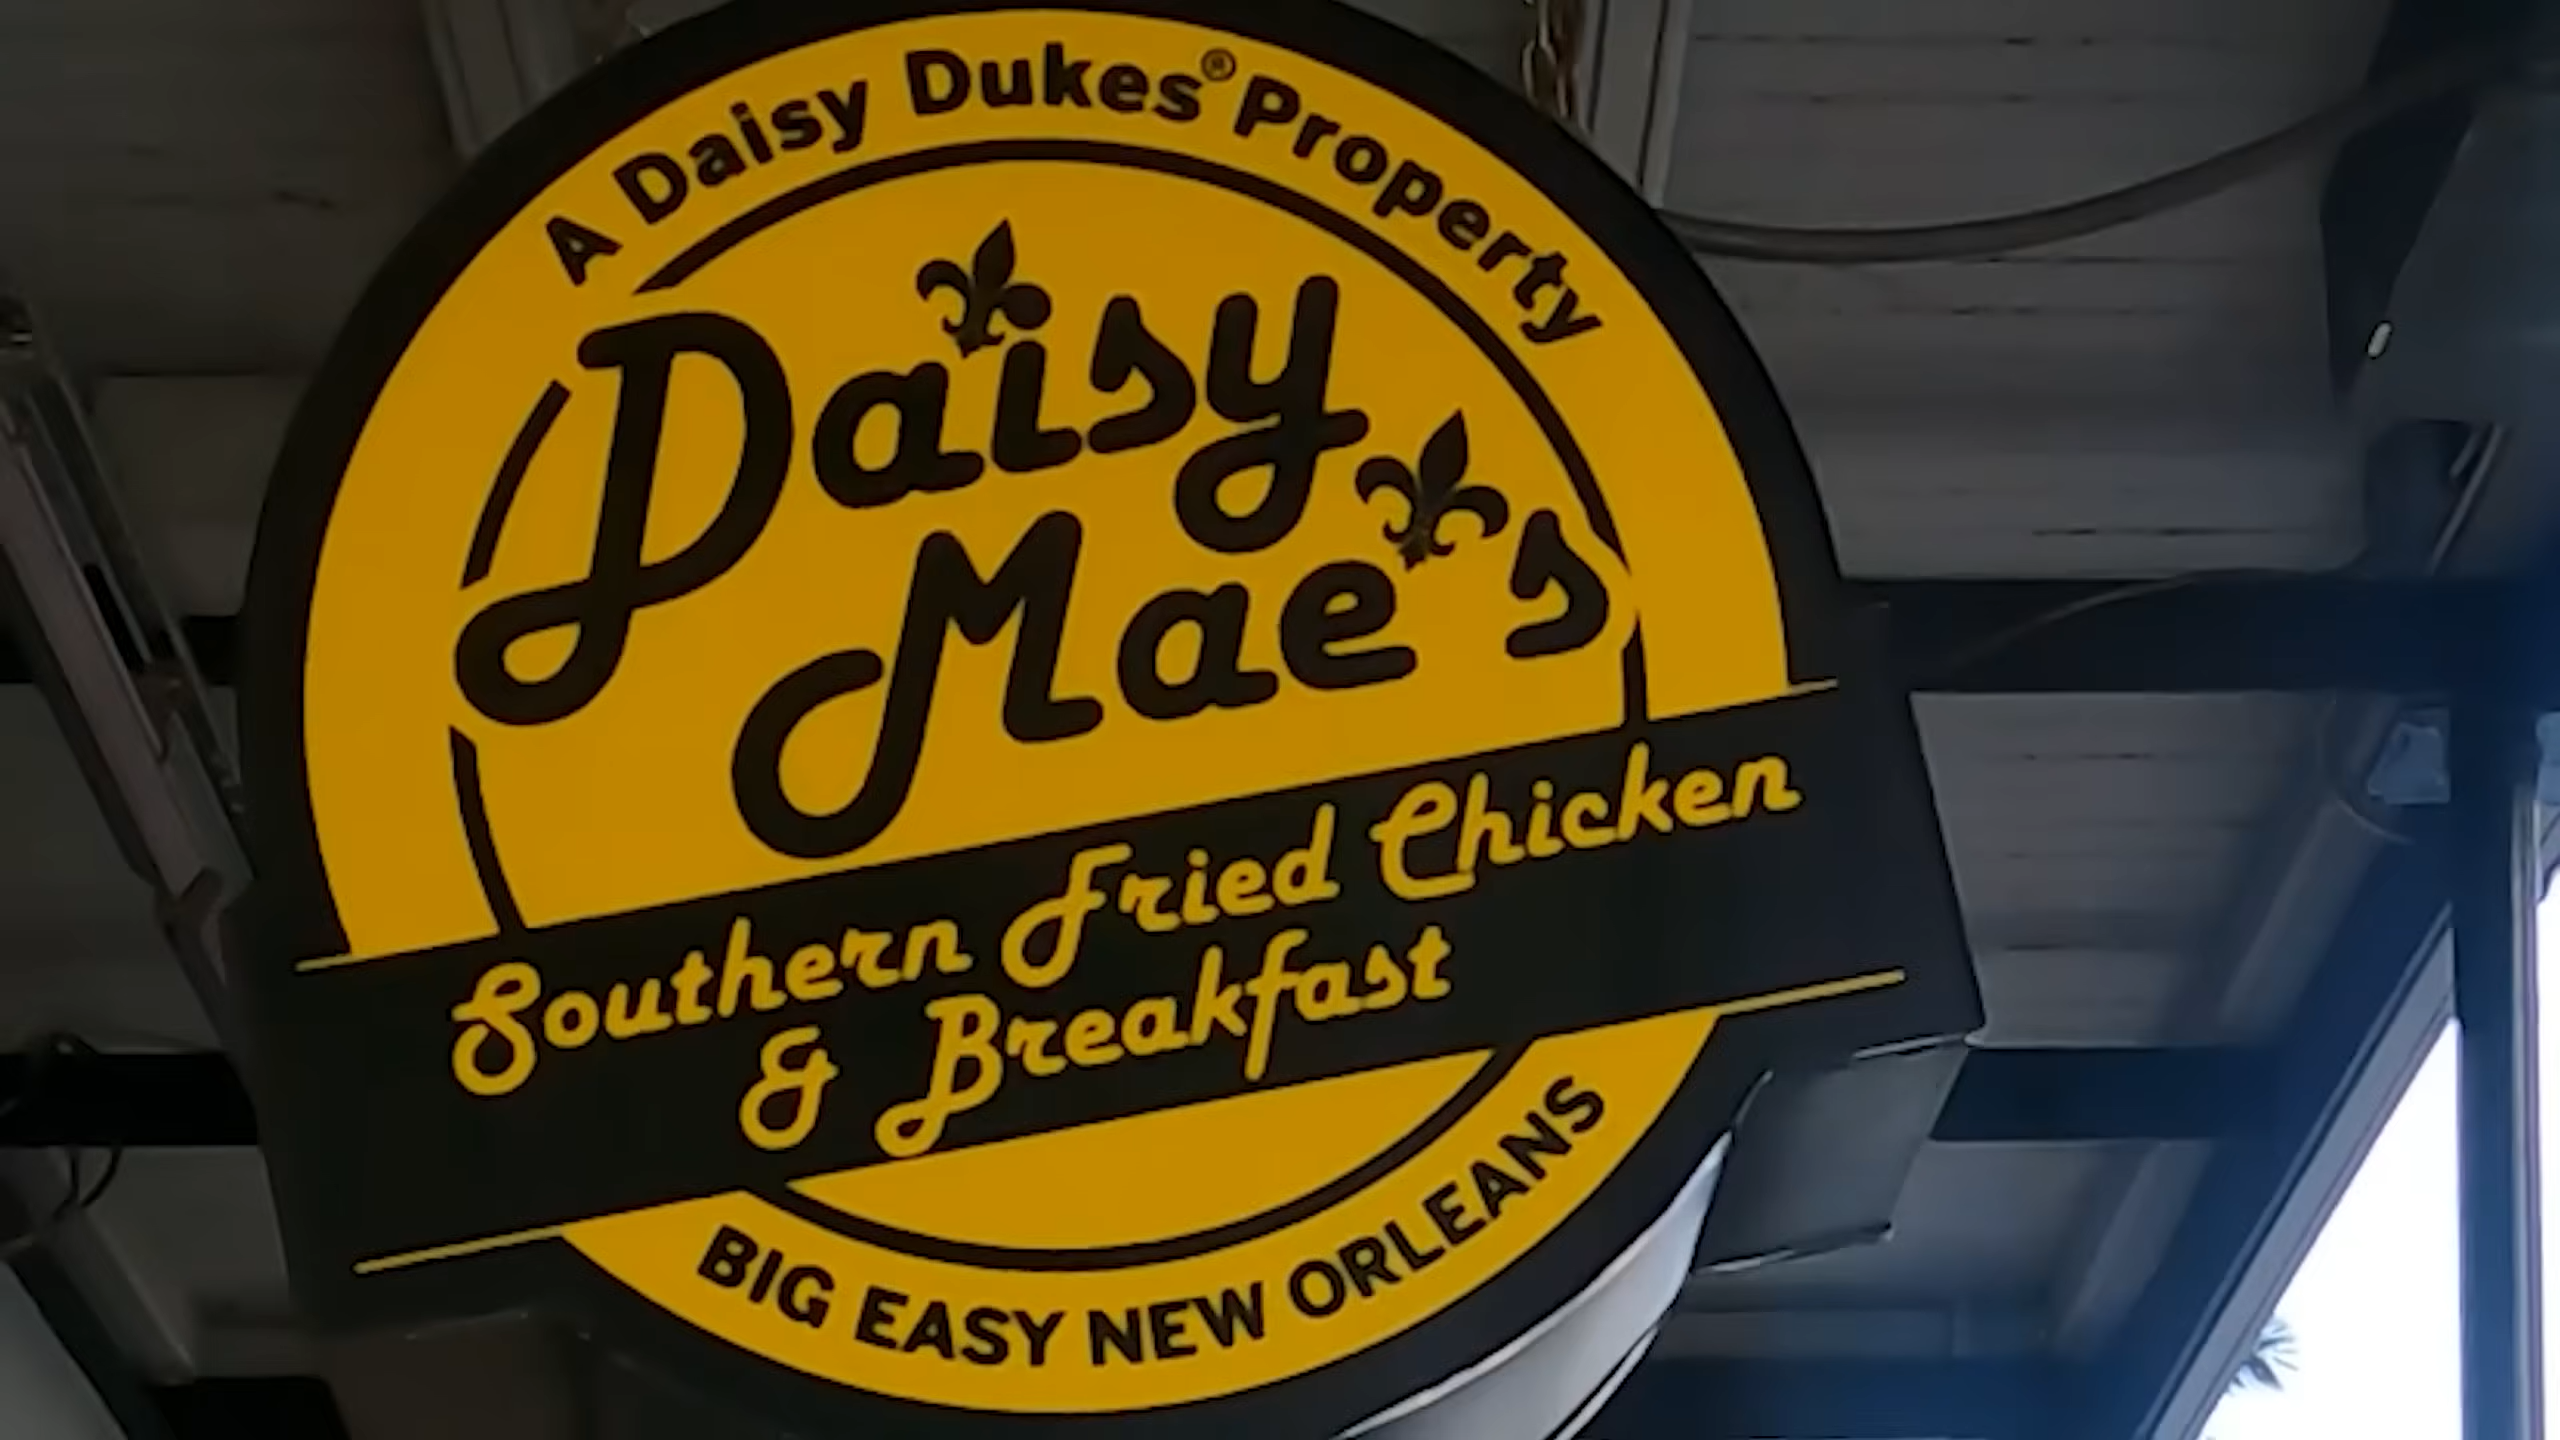 A Daisy Dukes® Property
Daisy
Mae's
Southern Fried Chicken
& Breakfast
BIG EASY NEW ORLEANS